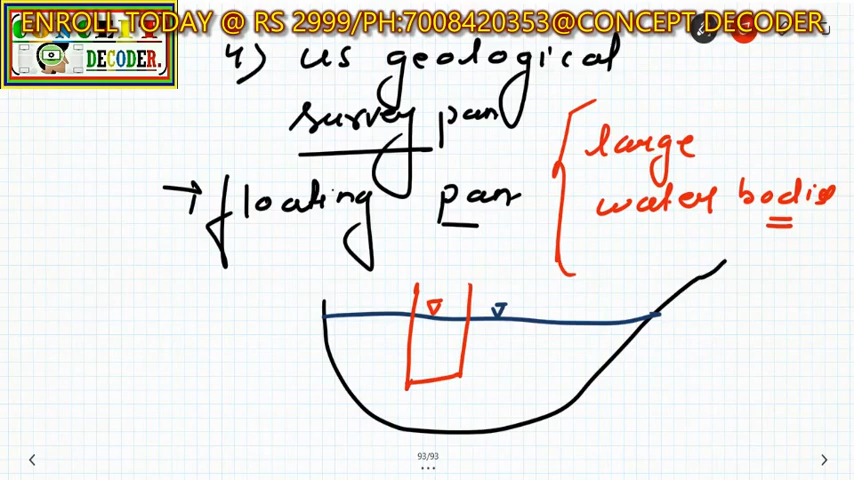 ENROLL TODAY @ RS 2999/PH:7008420353@CONCEPT DECODER.
DECODER.
4) us geological
survey pan
→ floating pan
large
water bodies
93/93